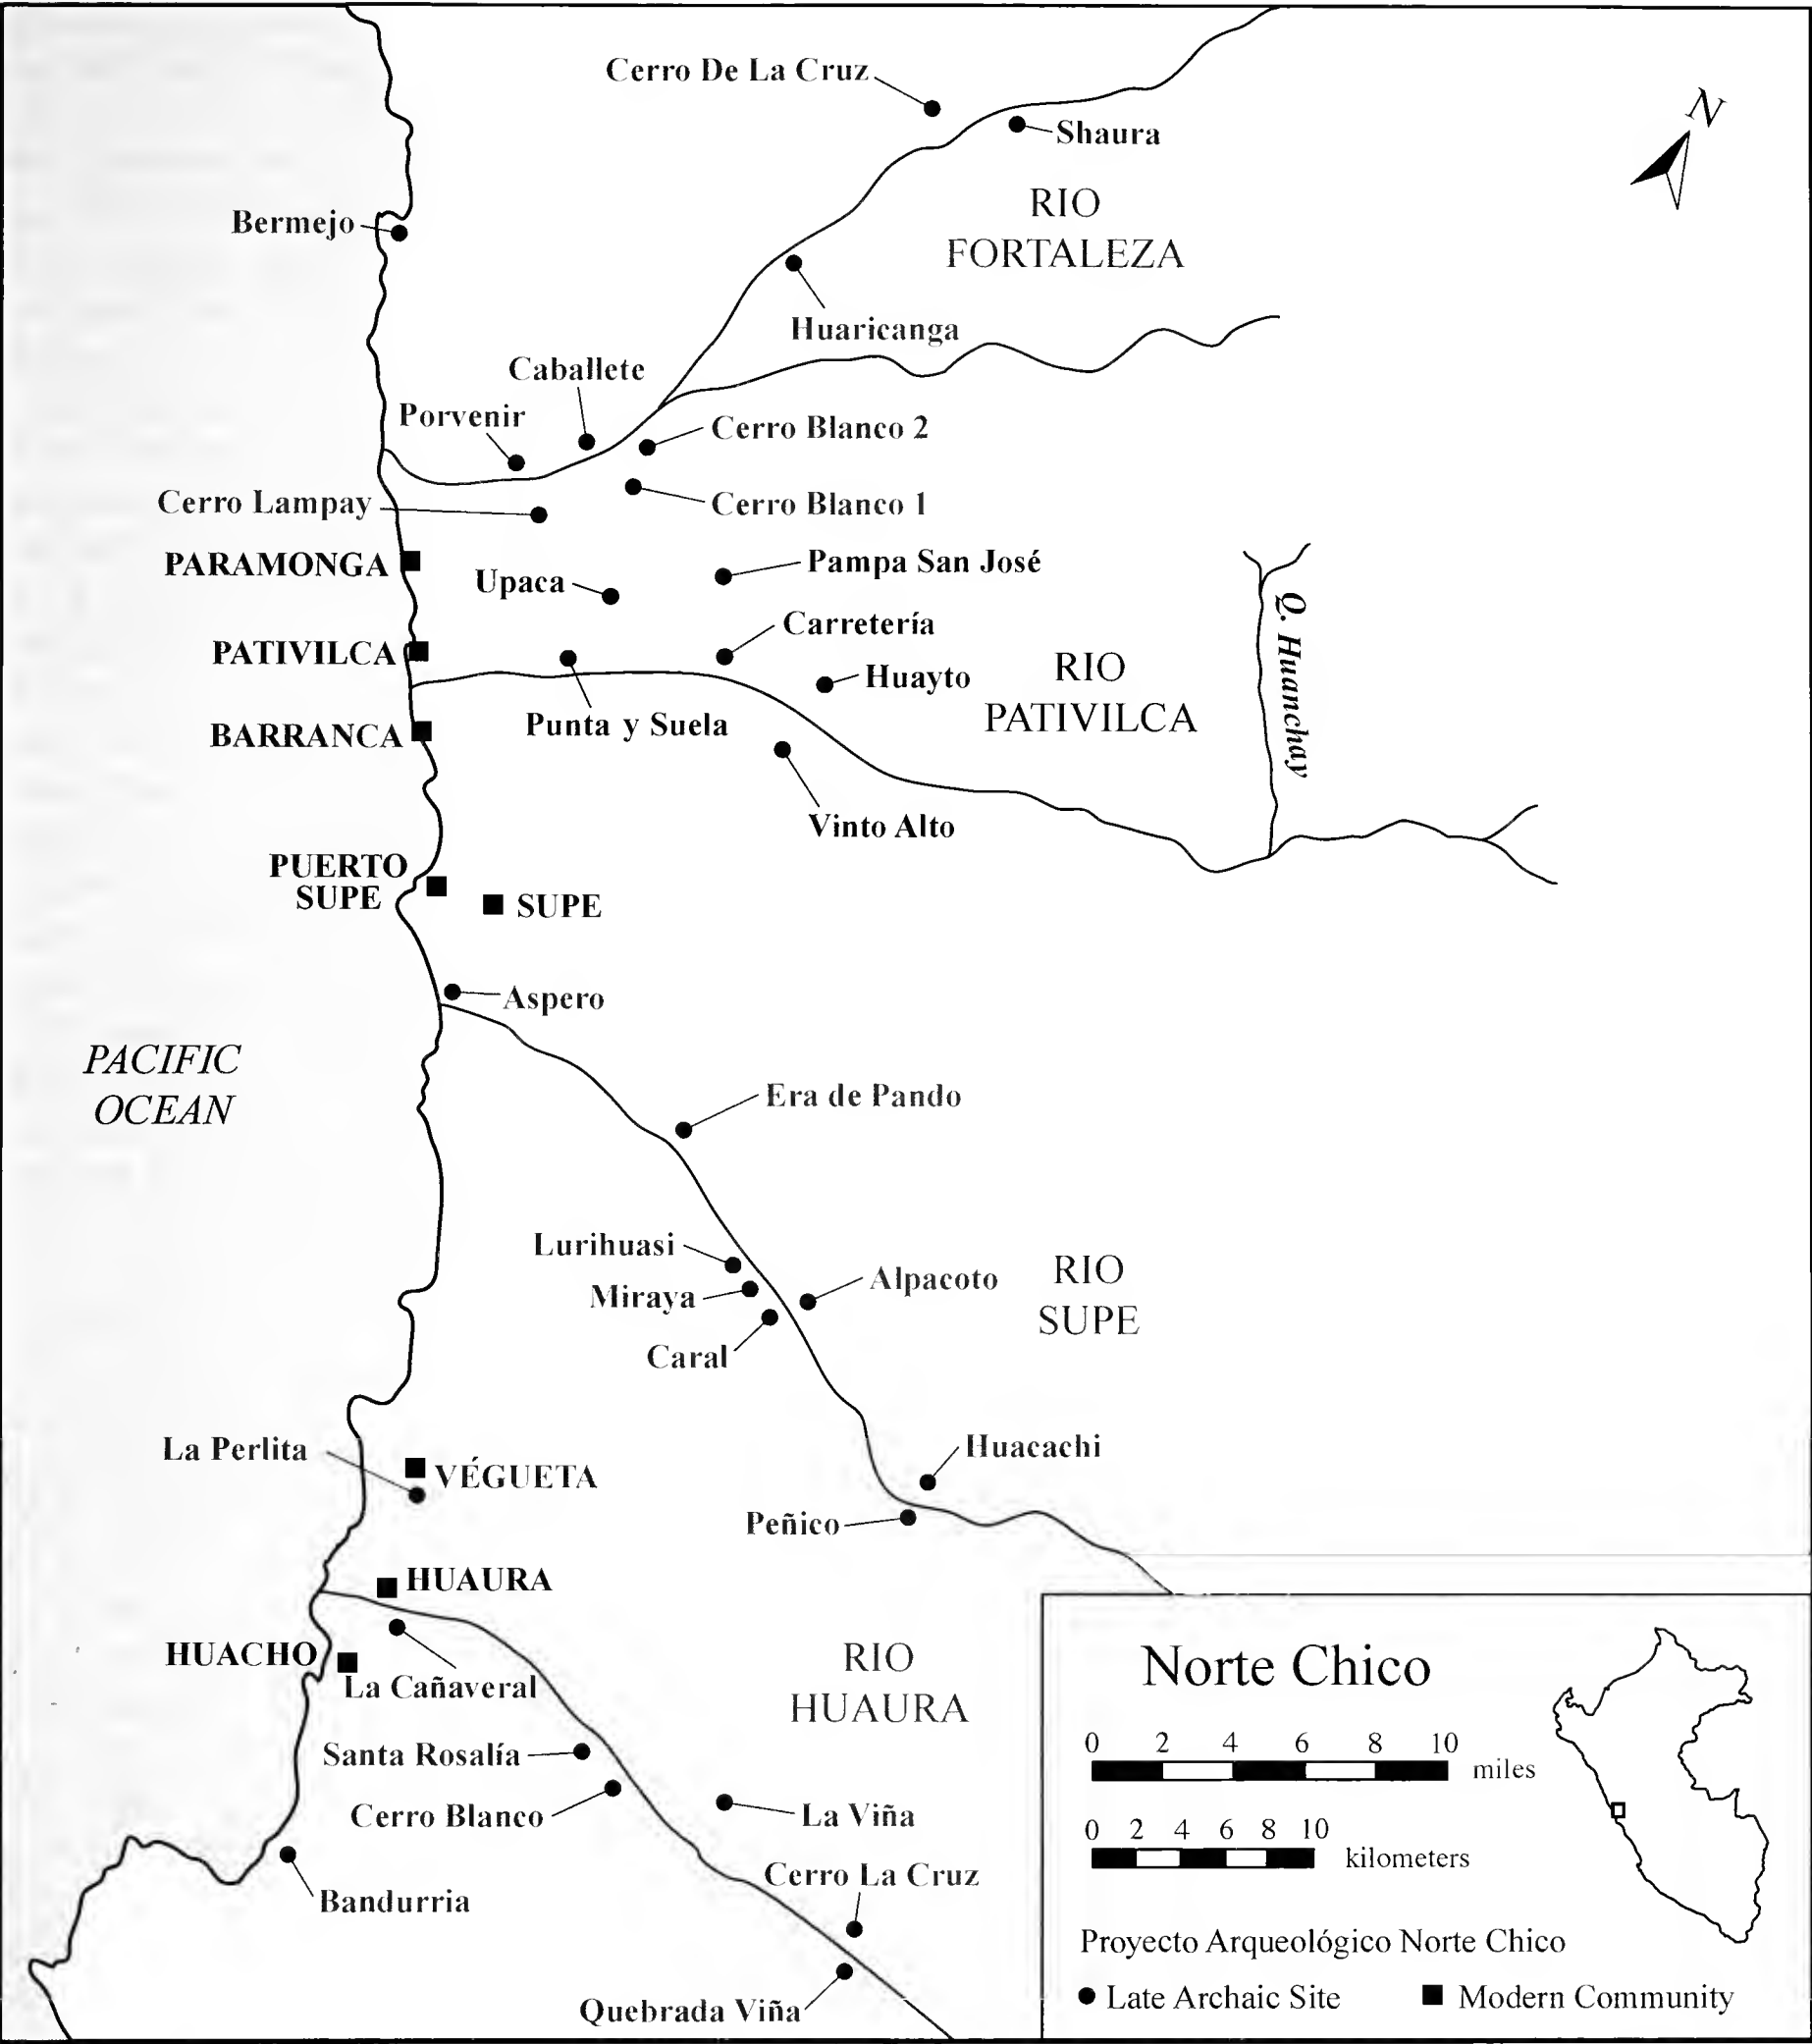 Cerro De La Cruz
N
Shaura
RIO
FORTALEZA
Bermejo
Huaricanga
Caballete
Porvenir
Cerro Blanco 2
Cerro Lampay
Cerro Blanco 1
PARAMONGA
Upaca
Pampa San José
Q. Huanchay
Carretería
PATIVILCA
Huayto
RIO
PATIVILCA
Punta y Suela
BARRANCA
Vinto Alto
PUERTO
SUPE
SUPE
Aspero
PACIFIC
OCEAN
Era de Pando
Lurihuasi
Alpacoto
RIO
SUPE
Miraya
Caral
La Perlita
VÉGUETA
Huacachi
Peñico
HUAURA
HUACHO
La Cañaveral
RIO
HUAURA
Santa Rosalía
Cerro Blanco
La Viña
Cerro La Cruz
Bandurria
Quebrada Viña
Norte Chico
0 2 4 6 8 10
miles
0 2 4 6 8 10
kilometers
Proyecto Arqueológico Norte Chico
Late Archaic Site
Modern Community